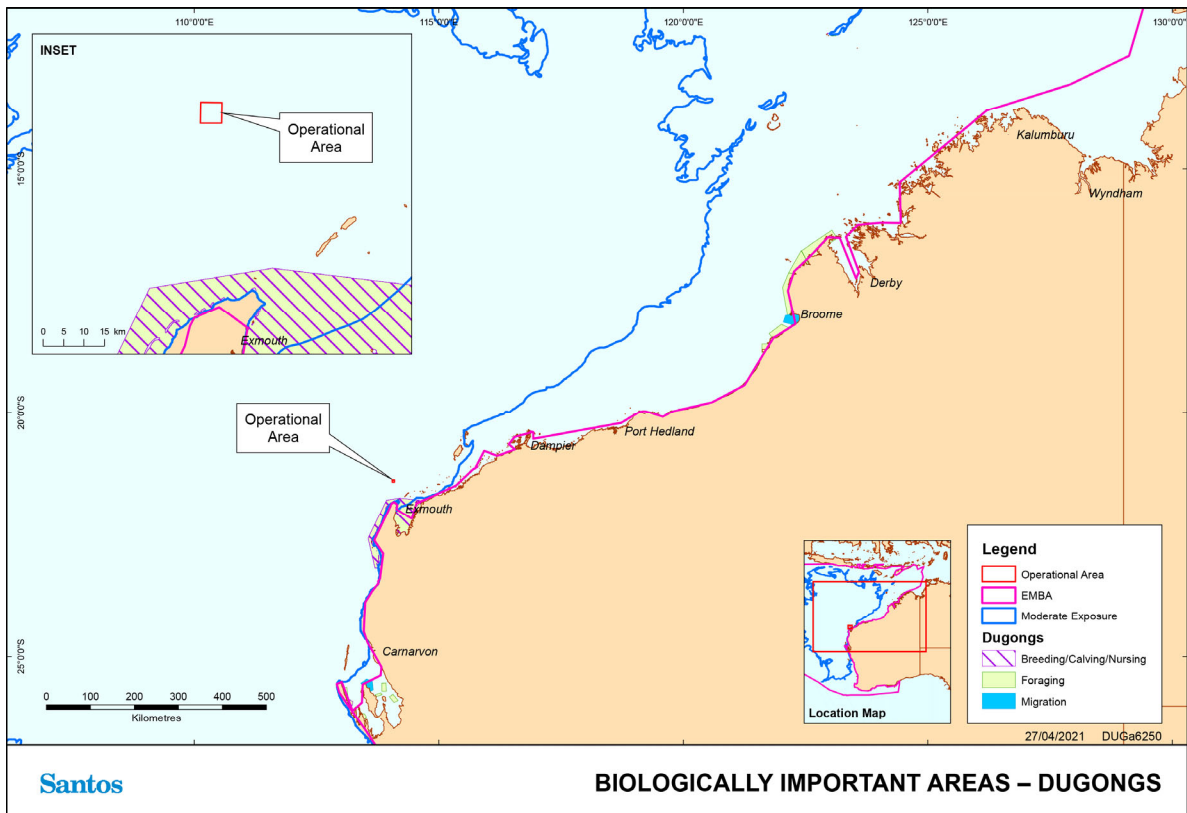 110°0'0"E
115°0'0"E
120°0'0"E
125°0'0"E
130°0'0"E
INSET
Operational
Area
0 5 10 15 km
Exmouth
15°0'0"S
20°0'0"S
25°0'0"S
Kalumburu
Wyndham
Derby
Broome
Operational
Area
Port Hedland
Dampier
Exmouth
Carnarvon
0 100 200 300 400 500
Kilometres
Location Map
Legend
Operational Area
EMBA
Moderate Exposure
Dugongs
Breeding/Calving/Nursing
Foraging
Migration
27/04/2021 DUGa6250
Santos
BIOLOGICALLY IMPORTANT AREAS – DUGONGS